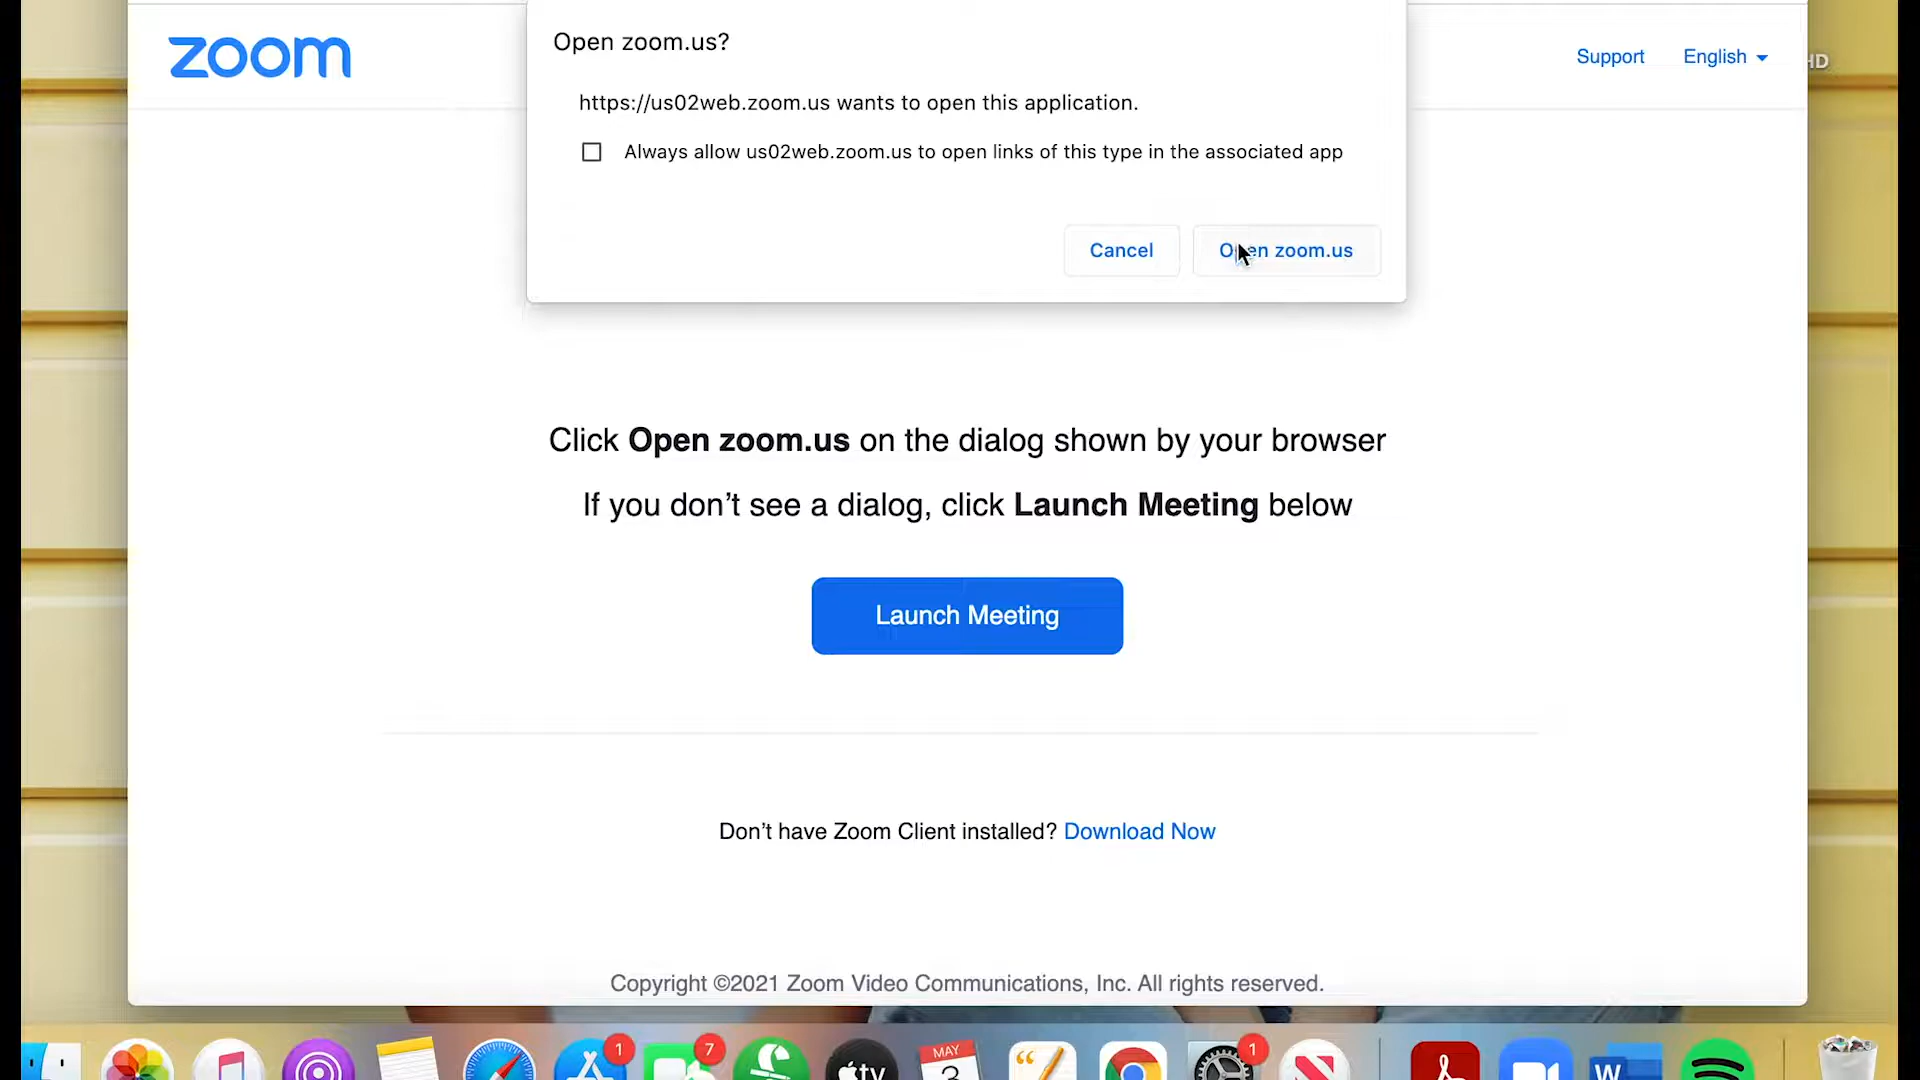 zoom
Open zoom.us?
https://us02web.zoom.us wants to open this application.
Always allow us02web.zoom.us to open links of this type in the associated app
Cancel
Open zoom.us
Support
English
HD
Click Open zoom.us on the dialog shown by your browser
If you don’t see a dialog, click Launch Meeting below
Launch Meeting
Don’t have Zoom Client installed? Download Now
Copyright ©2021 Zoom Video Communications, Inc. All rights reserved.
1
7
tv
MAY
3
1
W